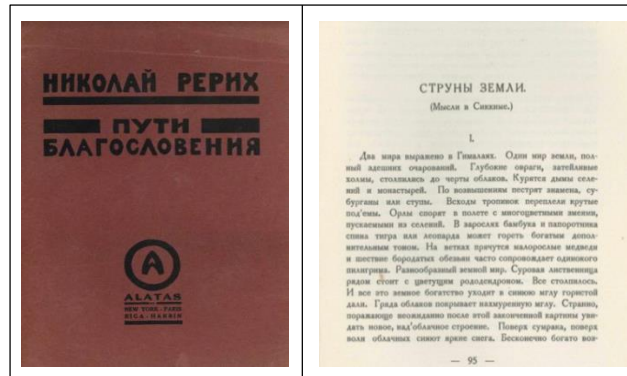 НИКОЛАЙ РЕРИХ
ПУТИ
БЛАГОСЛОВЕНИЯ
ALATAS
NEW YORK - PARIS
RIGA - HARBIN
СТРУНЫ ЗЕМЛИ.
(Мысли в Сиккиме.)
I.
Два мира выражено в Гималаях. Один мир земли, пол-
ный здешних очарований. Глубокие овраги, затейливые
холмы, столпились до черты облаков. Курятся дымы селе-
ний и монастырей. По возвышениям пестрят знамена, су-
бурганы или ступы. Всходы тропинок переплели крутые
под'емы. Орлы спорят в полете с многоцветными змеями,
пускаемыми из селений. В зарослях бамбука и папоротника
спина тигра или леопарда может гореть богатым допол-
нительным тоном. На ветках прячутся малорослые медведи
и шествие бородатых обезьян часто сопровождает одинокого
пилигрима. Разнообразный земной мир. Суровая лиственница
рядом стоит с цветущим рододендроном. Все столпилось.
И все это земное богатство уходит в синюю мглу гористой
дали. Гряда облаков покрывает нахмуренную мглу. Странно,
поражающе неожиданно после этой законченной картины уви-
дать новое, над'облачное строение. Поверх сумрака, поверх
волн облачных сияют яркие снега. Бесконечно богато воз-
— 95 —